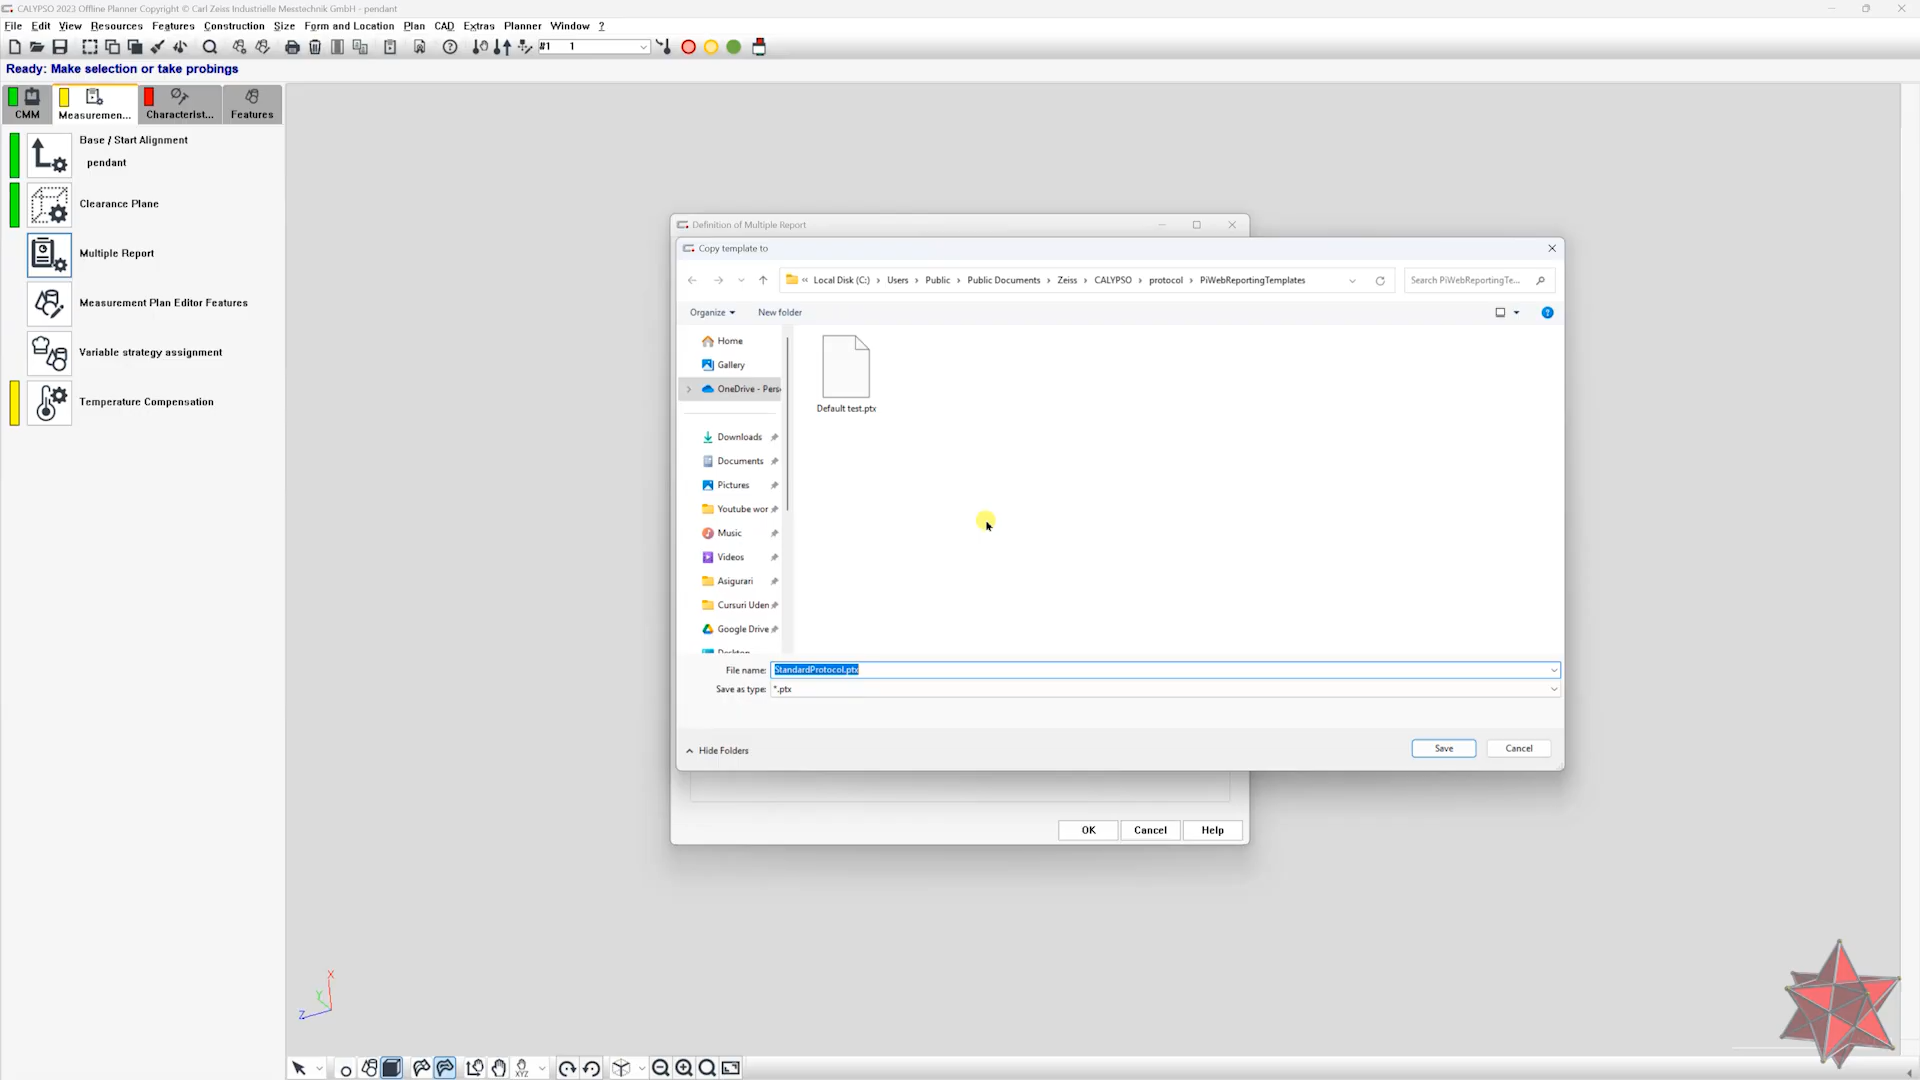 CALYPSO 2023 Offline Planner Copyright © Carl Zeiss Industrielle Messtechnik GmbH - pendant
File Edit View Resources Features Construction Size Form and Location Plan CAD Extras Planner Window ?
#1 1
Ready: Make selection or take probings
CMM Measuremen... Characterist... Features
Base / Start Alignment
pendant
Clearance Plane
Multiple Report
Measurement Plan Editor Features
Variable strategy assignment
Temperature Compensation
Definition of Multiple Report
Copy template to
« Local Disk (C:) › Users › Public › Public Documents › Zeiss › CALYPSO › protocol › PiWebReportingTemplates
Search PiWebReportingTe...
Organize New folder
Home
Gallery
OneDrive - Pers
Downloads
Documents
Pictures
Youtube wor
Music
Videos
Asigurari
Cursuri Uden
Google Drive
Desktop
Default test.ptx
File name: StandardProtocol.ptx
Save as type: *.ptx
Hide Folders
Save Cancel
OK Cancel Help
X
Y
Z
XYZ